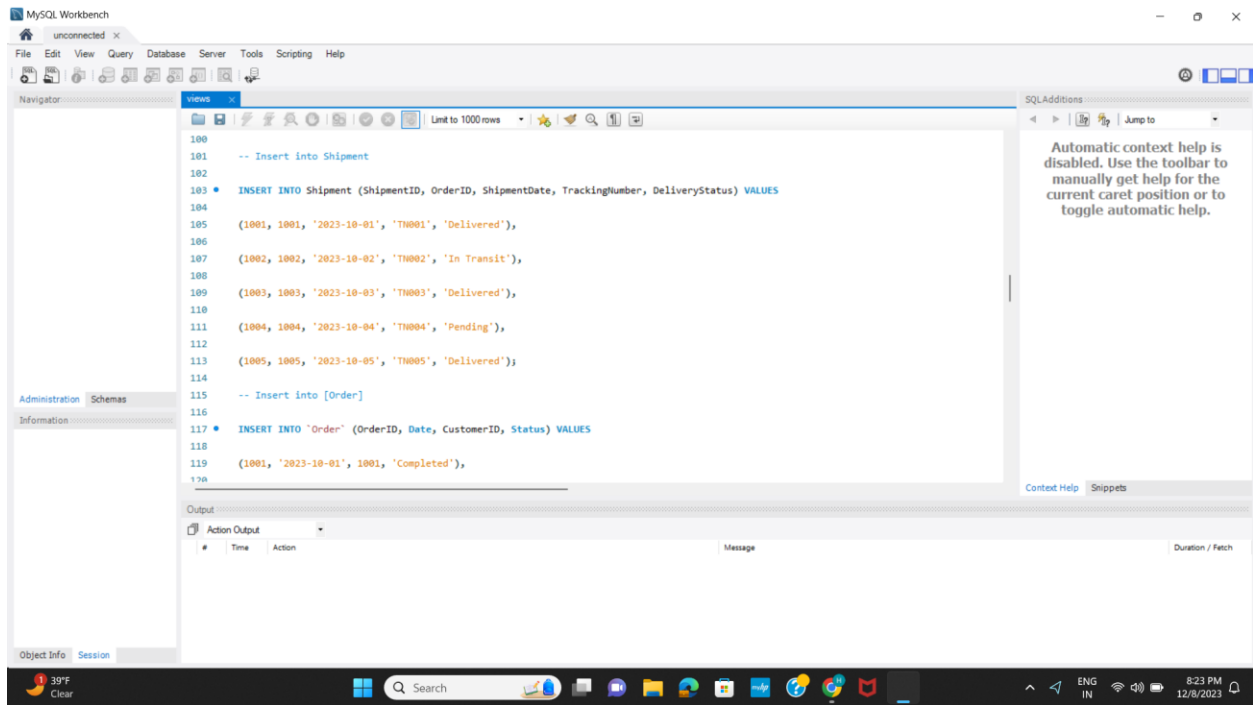 MySQL Workbench
unconnected
File Edit View Query Database Server Tools Scripting Help
Navigator
views
SQLAdditions
Limit to 1000 rows
Jump to
100
101 -- Insert into Shipment
102
103 INSERT INTO Shipment (ShipmentID, OrderID, ShipmentDate, TrackingNumber, DeliveryStatus) VALUES
104
105 (1001, 1001, '2023-10-01', 'TN001', 'Delivered'),
106
107 (1002, 1002, '2023-10-02', 'TN002', 'In Transit'),
108
109 (1003, 1003, '2023-10-03', 'TN003', 'Delivered'),
110
111 (1004, 1004, '2023-10-04', 'TN004', 'Pending'),
112
113 (1005, 1005, '2023-10-05', 'TN005', 'Delivered');
114
115 -- Insert into [Order]
116
117 INSERT INTO `Order` (OrderID, Date, CustomerID, Status) VALUES
118
119 (1001, '2023-10-01', 1001, 'Completed'),
120
Automatic context help is
disabled. Use the toolbar to
manually get help for the
current caret position or to
toggle automatic help.
Administration Schemas
Information
Context Help Snippets
Output
Action Output
# Time Action Message Duration / Fetch
Object Info Session
1
39°F
Clear
Search
ENG
IN
8:23 PM
12/8/2023